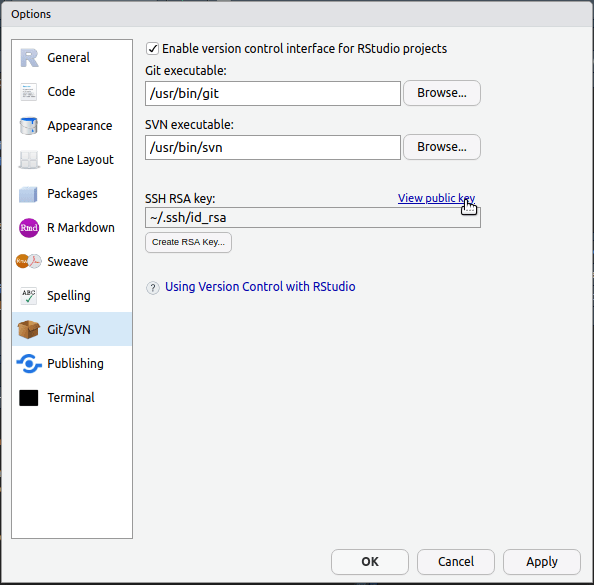 Options
General
Code
Appearance
Pane Layout
Packages
Rmd R Markdown
Sweave
ABC Spelling
Git/SVN
Publishing
Terminal
Enable version control interface for RStudio projects
Git executable:
/usr/bin/git Browse...
SVN executable:
/usr/bin/svn Browse...
SSH RSA key: View public key
~/.ssh/id_rsa
Create RSA Key...
? Using Version Control with RStudio
OK Cancel Apply